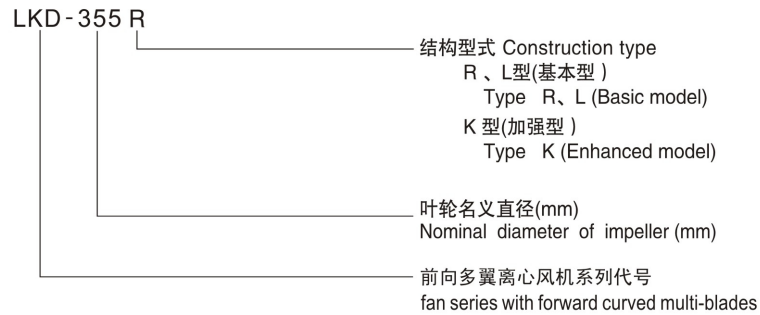 LKD-355 R
结构型式 Construction type
R 、L型(基本型)
Type R、L (Basic model)
K 型(加强型)
Type K (Enhanced model)
叶轮名义直径(mm)
Nominal diameter of impeller (mm)
前向多翼离心风机系列代号
fan series with forward curved multi-blades